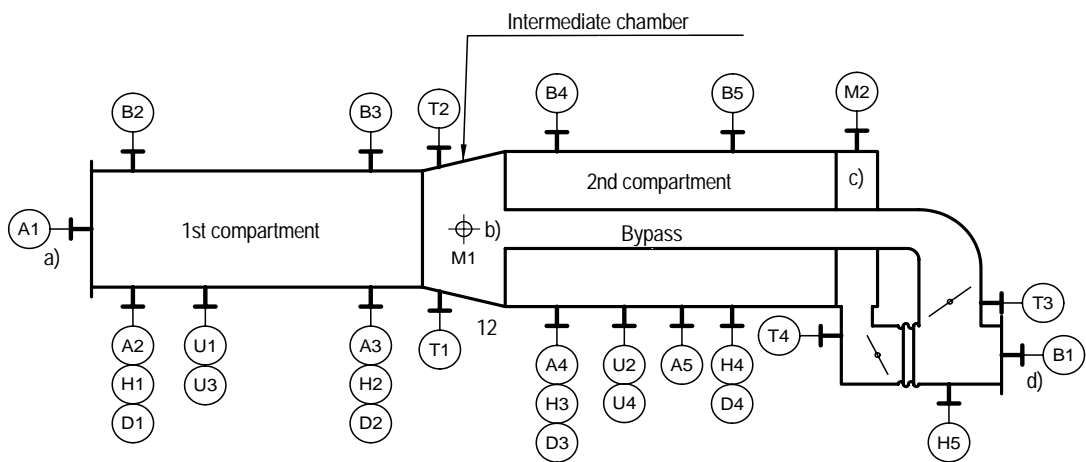 Intermediate chamber
B2
B3
T2
B4
B5
M2
A1
a)
1st compartment
b)
M1
2nd compartment
c)
Bypass
T3
T4
B1
d)
12
A2
H1
D1
U1
U3
A3
H2
D2
T1
A4
H3
D3
U2
U4
A5
H4
D4
H5